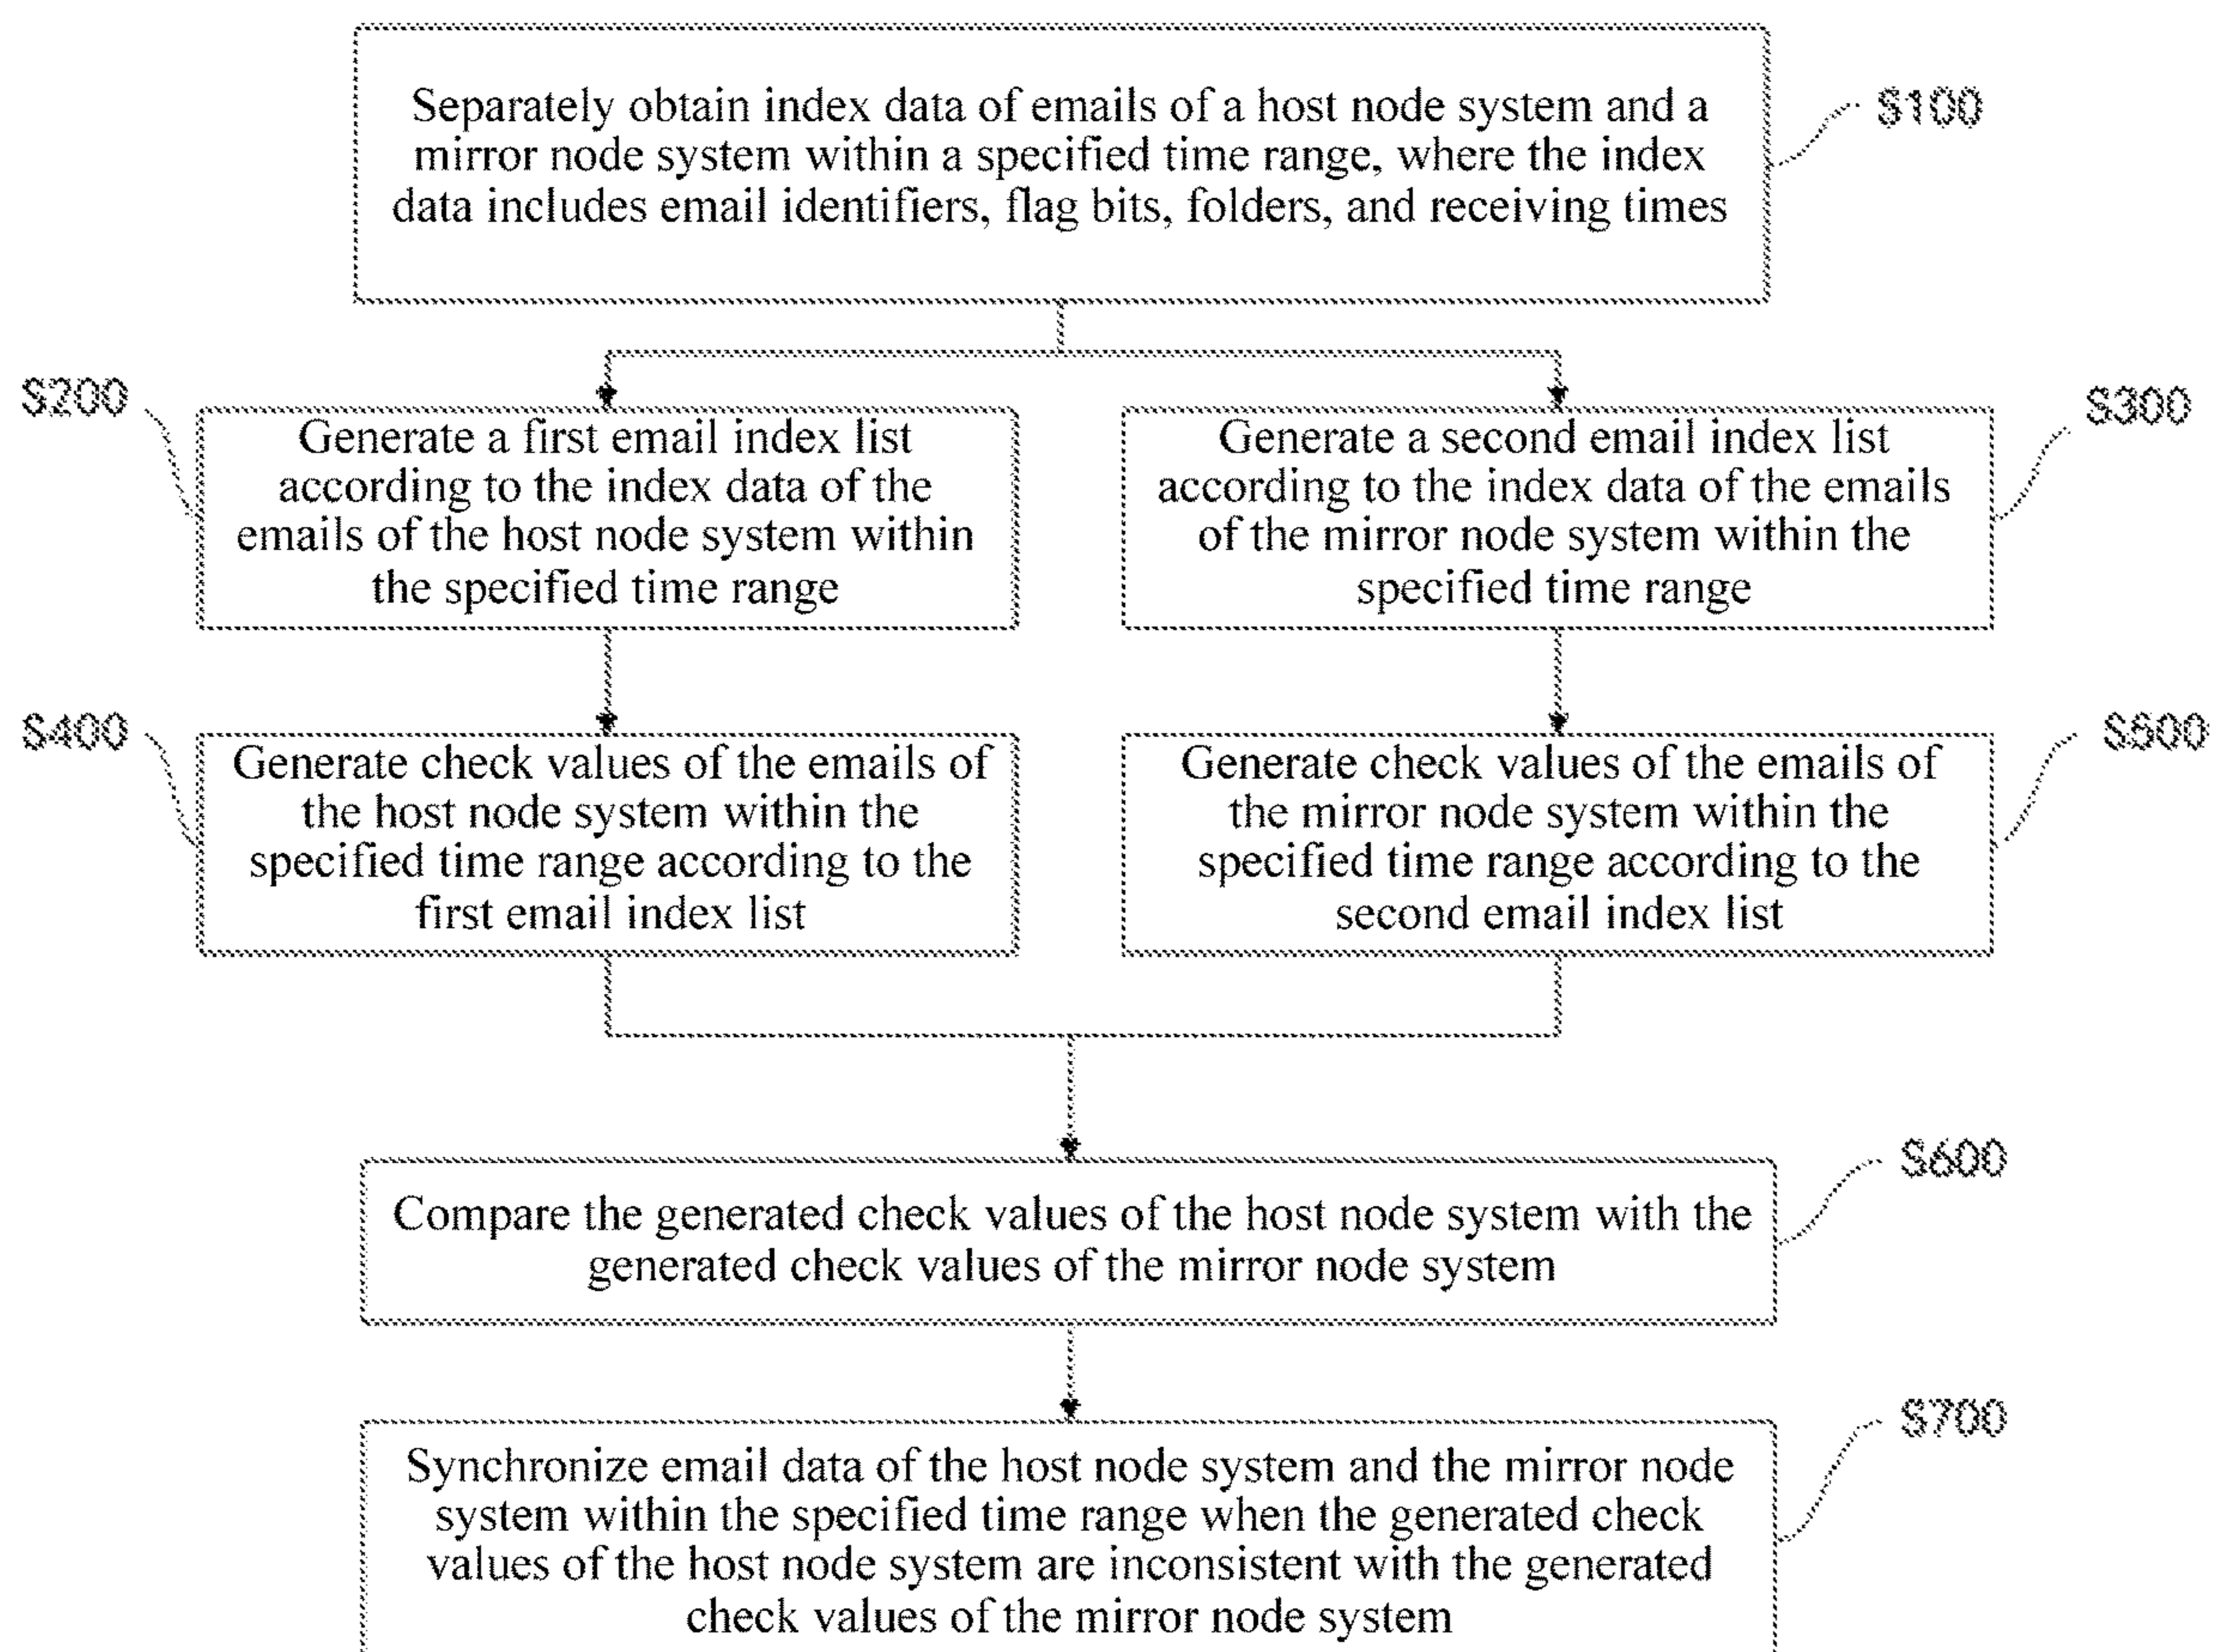 Separately obtain index data of emails of a host node system and a
mirror node system within a specified time range, where the index
data includes email identifiers, flag bits, folders, and receiving times
S100
S200
Generate a first email index list
according to the index data of the
emails of the host node system within
the specified time range
Generate a second email index list
according to the index data of the emails
of the mirror node system within the
specified time range
S300
S400
Generate check values of the emails of
the host node system within the
specified time range according to the
first email index list
Generate check values of the emails of
the mirror node system within the
specified time range according to the
second email index list
S500
Compare the generated check values of the host node system with the
generated check values of the mirror node system
S600
Synchronize email data of the host node system and the mirror node
system within the specified time range when the generated check
values of the host node system are inconsistent with the generated
check values of the mirror node system
S700